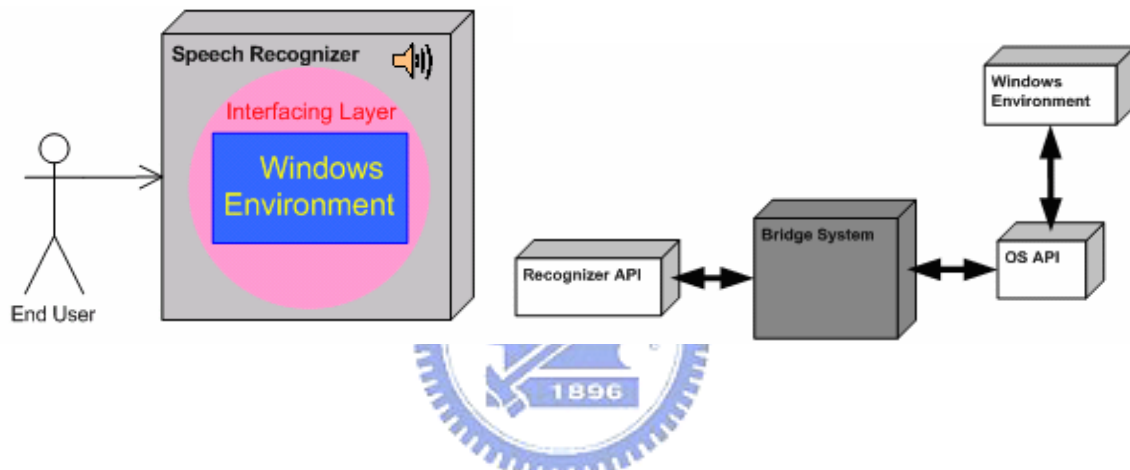 Speech Recognizer
Interfacing Layer
Windows
Environment
End User
Windows
Environment
Bridge System
Recognizer API
OS API
1896